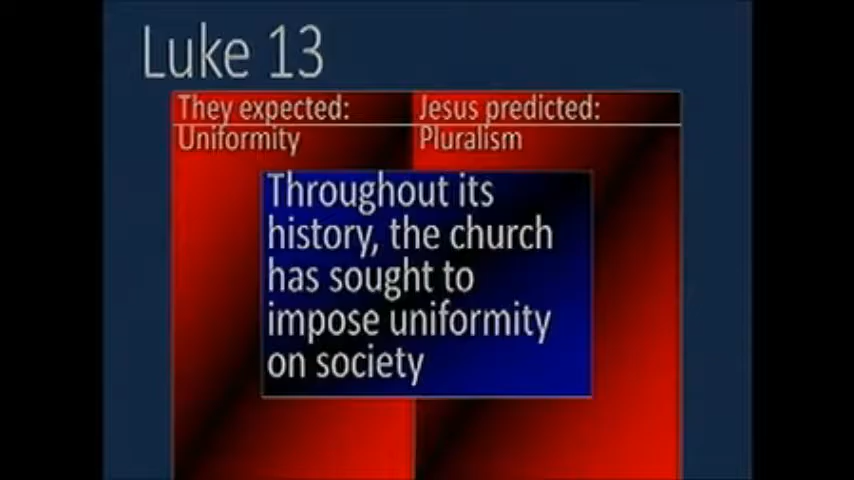 Luke 13
They expected:
Jesus predicted:
Uniformity
Pluralism
Throughout its
history, the church
has sought to
impose uniformity
on society